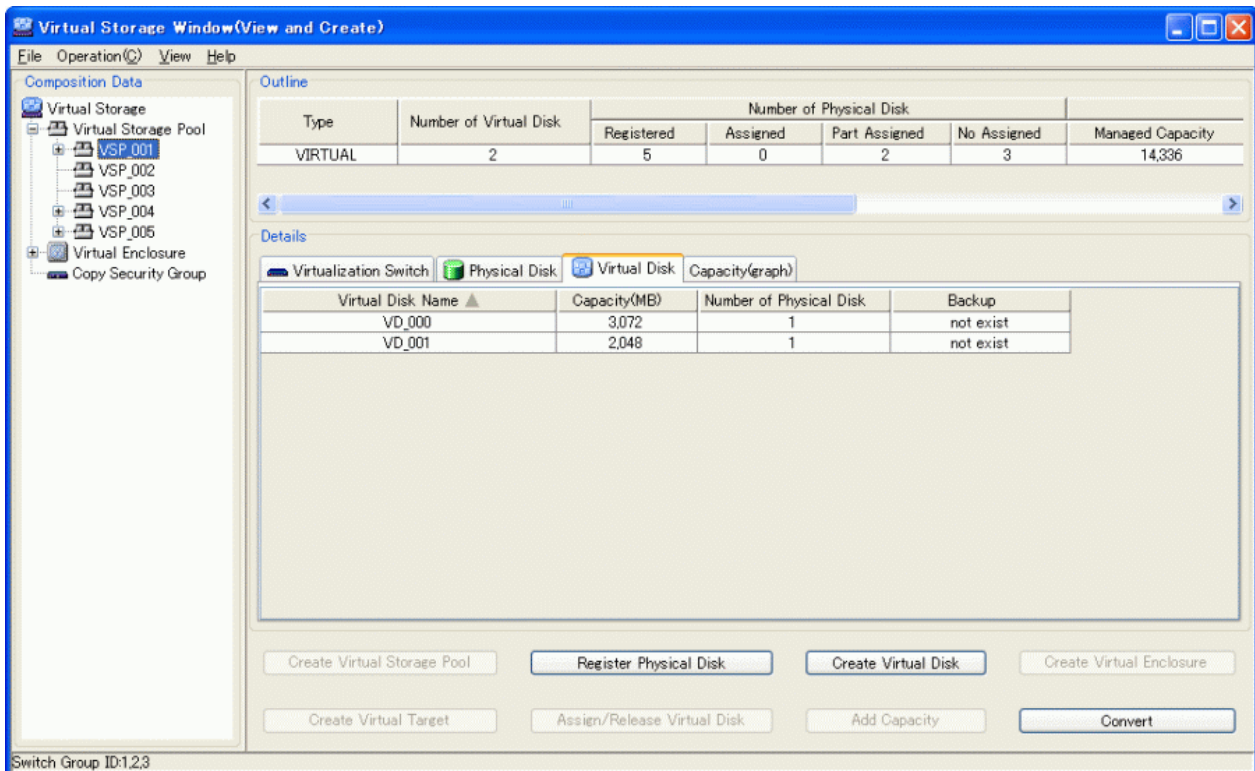 Virtual Storage Window(View and Create)
File Operation(C) View Help
Composition Data
Virtual Storage
Virtual Storage Pool
VSP_001
VSP_002
VSP_003
VSP_004
VSP_005
Virtual Enclosure
Copy Security Group
Outline
Type Number of Virtual Disk Number of Physical Disk
Registered Assigned Part Assigned No Assigned Managed Capacity
VIRTUAL 2 5 0 2 3 14,336
Details
Virtualization Switch Physical Disk Virtual Disk Capacity(graph)
Virtual Disk Name Capacity(MB) Number of Physical Disk Backup
VD_000 3,072 1 not exist
VD_001 2,048 1 not exist
Create Virtual Storage Pool Register Physical Disk Create Virtual Disk Create Virtual Enclosure
Create Virtual Target Assign/Release Virtual Disk Add Capacity Convert
Switch Group ID:1,2,3